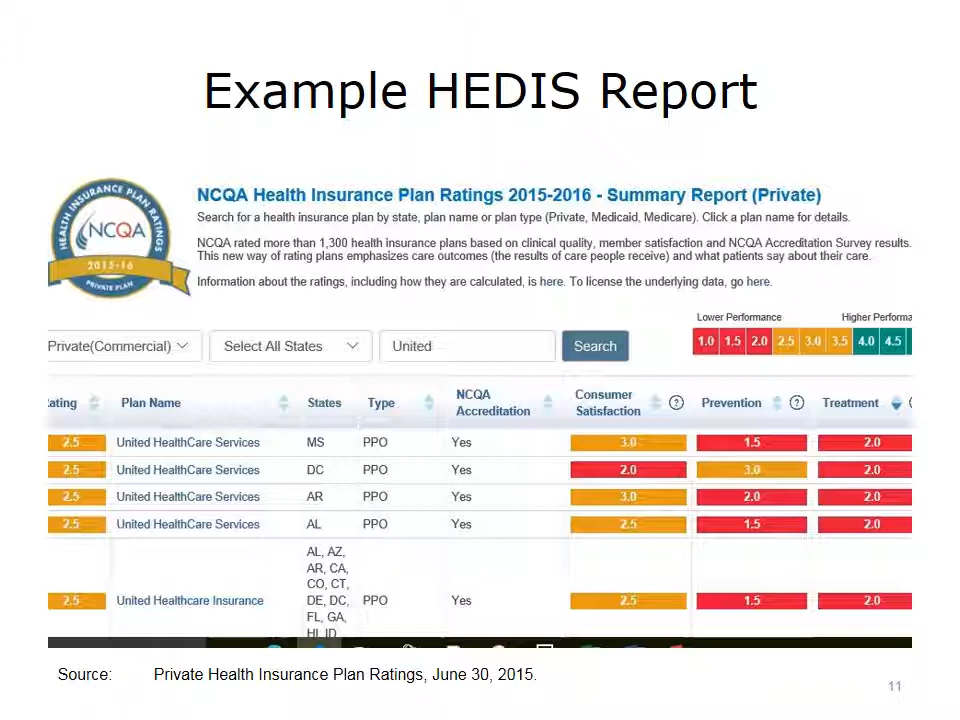 Example HEDIS Report
HEALTH INSURANCE PLAN RATINGS
NCQA
2015-16
PRIVATE PLAN
NCQA Health Insurance Plan Ratings 2015-2016 - Summary Report (Private)
Search for a health insurance plan by state, plan name or plan type (Private, Medicaid, Medicare). Click a plan name for details.
NCQA rated more than 1,300 health insurance plans based on clinical quality, member satisfaction and NCQA Accreditation Survey results.
This new way of rating plans emphasizes care outcomes (the results of care people receive) and what patients say about their care.
Information about the ratings, including how they are calculated, is here. To license the underlying data, go here.
Lower Performance Higher Performa
Private(Commercial) Select All States United Search 1.0 1.5 2.0 2.5 3.0 3.5 4.0 4.5
ating Plan Name States Type NCQA Accreditation Consumer Satisfaction ? Prevention ? Treatment
2.5 United HealthCare Services MS PPO Yes 3.0 1.5 2.0
2.5 United HealthCare Services DC PPO Yes 2.0 3.0 2.0
2.5 United HealthCare Services AR PPO Yes 3.0 2.0 2.0
2.5 United HealthCare Services AL PPO Yes 2.5 1.5 2.0
AL, AZ,
AR, CA,
CO, CT,
2.5 United Healthcare Insurance DE, DC, PPO Yes 2.5 1.5 2.0
FL, GA,
HI, ID
Source: Private Health Insurance Plan Ratings, June 30, 2015.
11